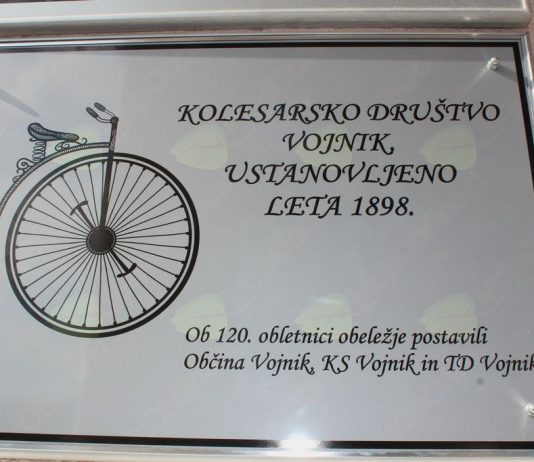 KOLESARSKO DRUŠTVO
VOJNIK,
USTANOVLJENO
LETA 1898.
Ob 120. obletnici obeležje postavili
Občina Vojnik, KS Vojnik in TD Vojnik